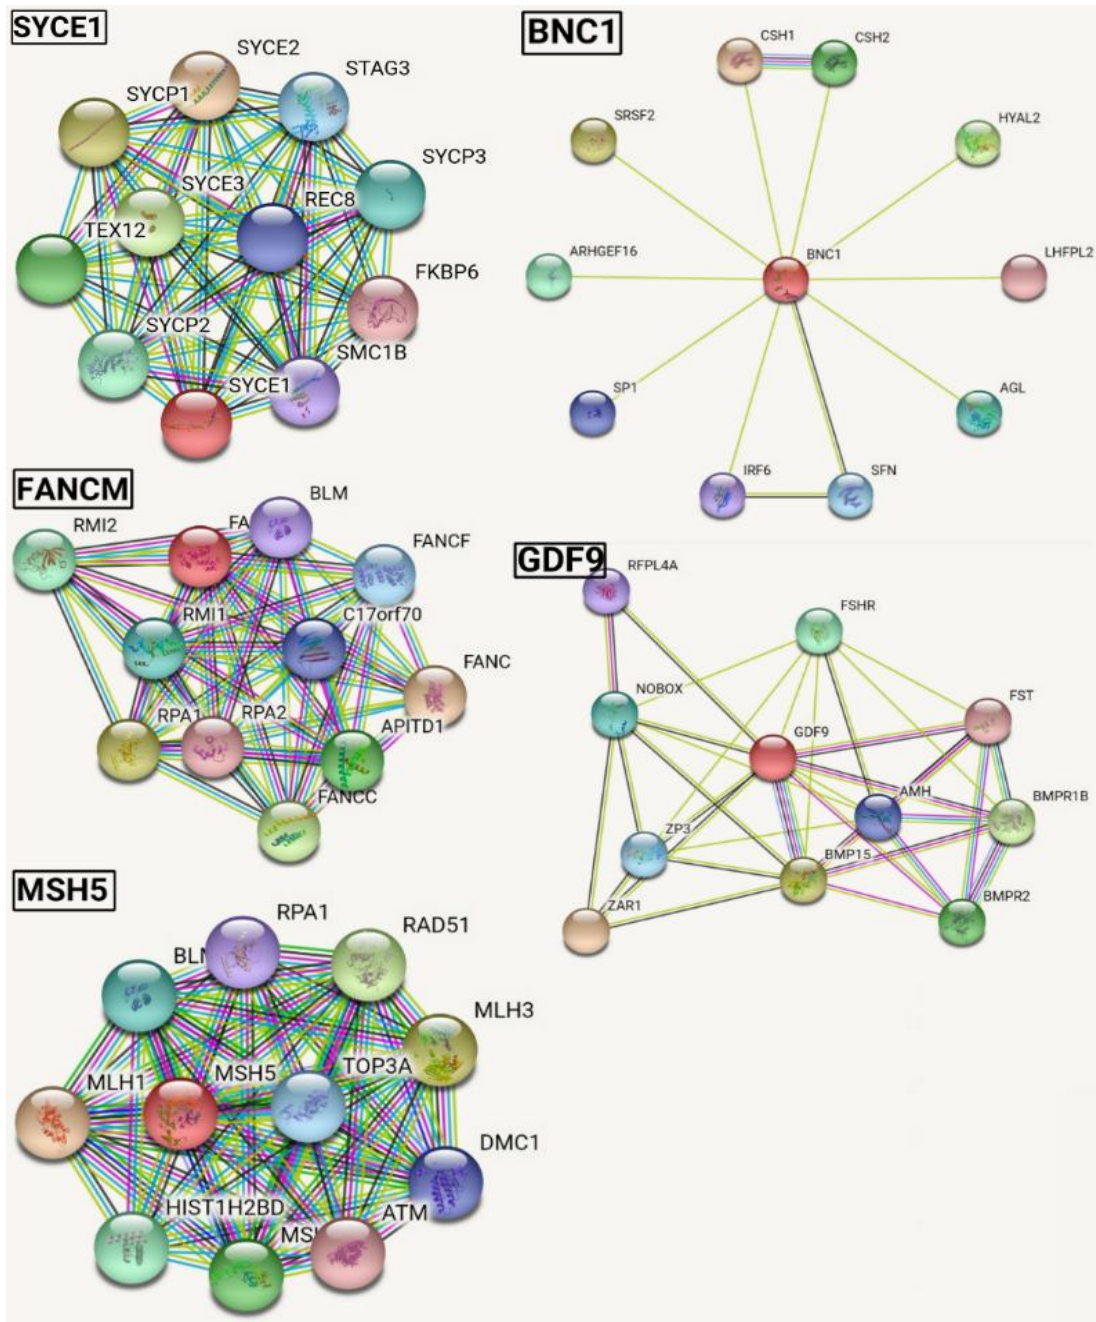 SYCE1
SYCE2
STAG3
SYCP1
SYCP3
SYCE3
REC8
TEX12
FKBP6
SYCP2
SMC1B
SYCE1
BNC1
CSH1
CSH2
SRSF2
HYAL2
BNC1
ARHGEF16
LHFPL2
SP1
AGL
IRF6
SFN
FANCM
BLM
RMI2
FA
FANCF
RMI1
C17orf70
FANC
RPA1
RPA2
APITD1
FANCC
GDF9
RFPL4A
FSHR
NOBOX
FST
GDF9
AMH
BMPR1B
ZP3
BMP15
ZAR1
BMPR2
MSH5
RPA1
RAD51
MLH3
MLH1
MSH5
TOP3A
DMC1
HIST1H2BD
ATM